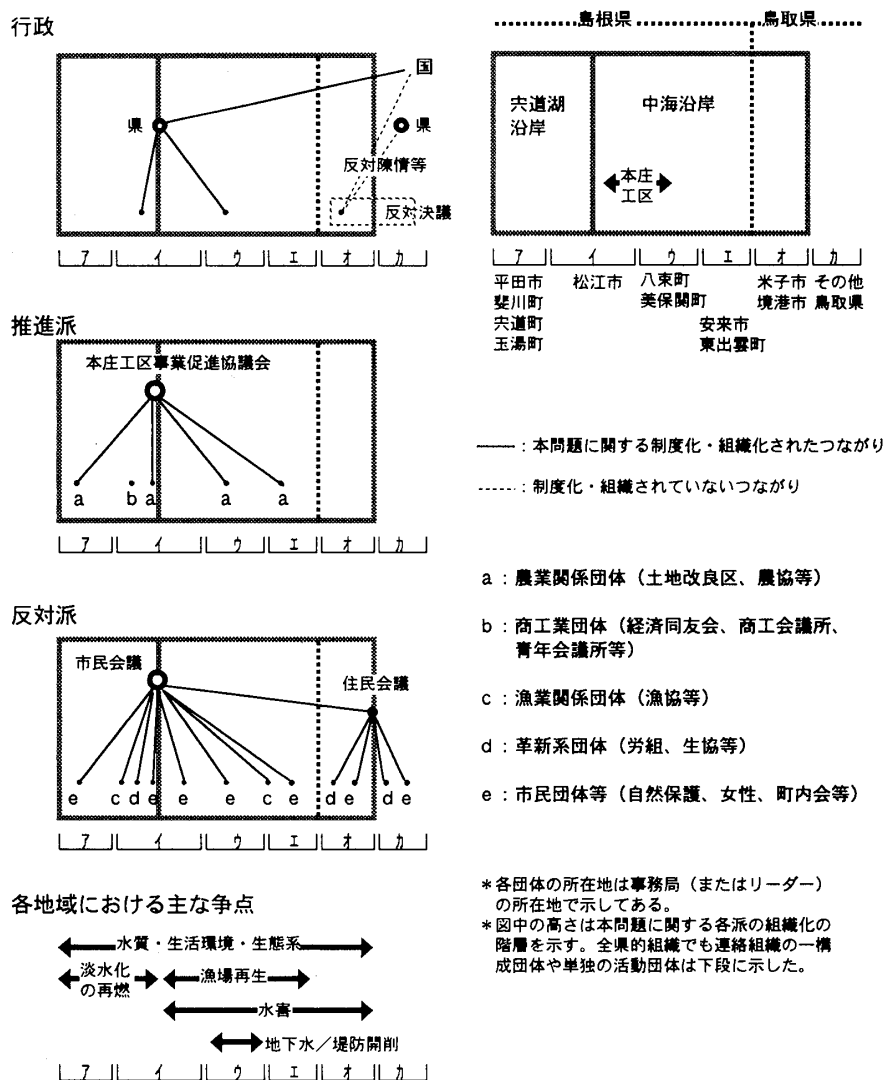 行政
国
県
県
反対陳情等
反対決議
ア イ ウ エ オ カ
島根県 鳥取県
宍道湖
沿岸
中海沿岸
本庄
工区
ア イ ウ エ オ カ
平田市
斐川町
宍道町
玉湯町
松江市
八束町
美保関町
安来市
東出雲町
米子市
境港市
その他
鳥取県
推進派
本庄工区事業促進協議会
a b a a a
ア イ ウ エ オ カ
——:本問題に関する制度化・組織化されたつながり
------:制度化・組織されていないつながり
反対派
市民会議
住民会議
e c d e e e c e d e d e
ア イ ウ エ オ カ
a:農業関係団体(土地改良区、農協等)
b:商工業団体(経済同友会、商工会議所、
青年会議所等)
c:漁業関係団体(漁協等)
d:革新系団体(労組、生協等)
e:市民団体等(自然保護、女性、町内会等)
各地域における主な争点
水質・生活環境・生態系
淡水化
の再燃
漁場再生
水害
地下水/堤防開削
ア イ ウ エ オ カ
*各団体の所在地は事務局(またはリーダー)
の所在地で示してある。
*図中の高さは本問題に関する各派の組織化の
階層を示す。全県的組織でも連絡組織の一構
成団体や単独の活動団体は下段に示した。